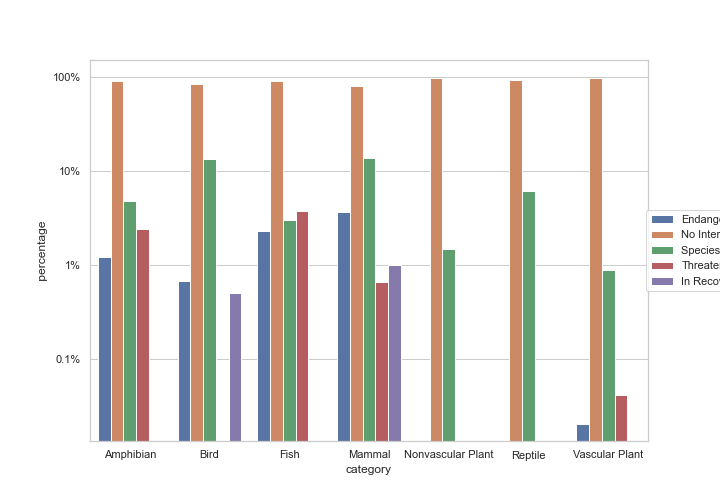 100%
10%
1%
0.1%
percentage
Amphibian
Bird
Fish
Mammal
Nonvascular Plant
Reptile
Vascular Plant
category
Endange
No Inter
Species
Threate
In Reco